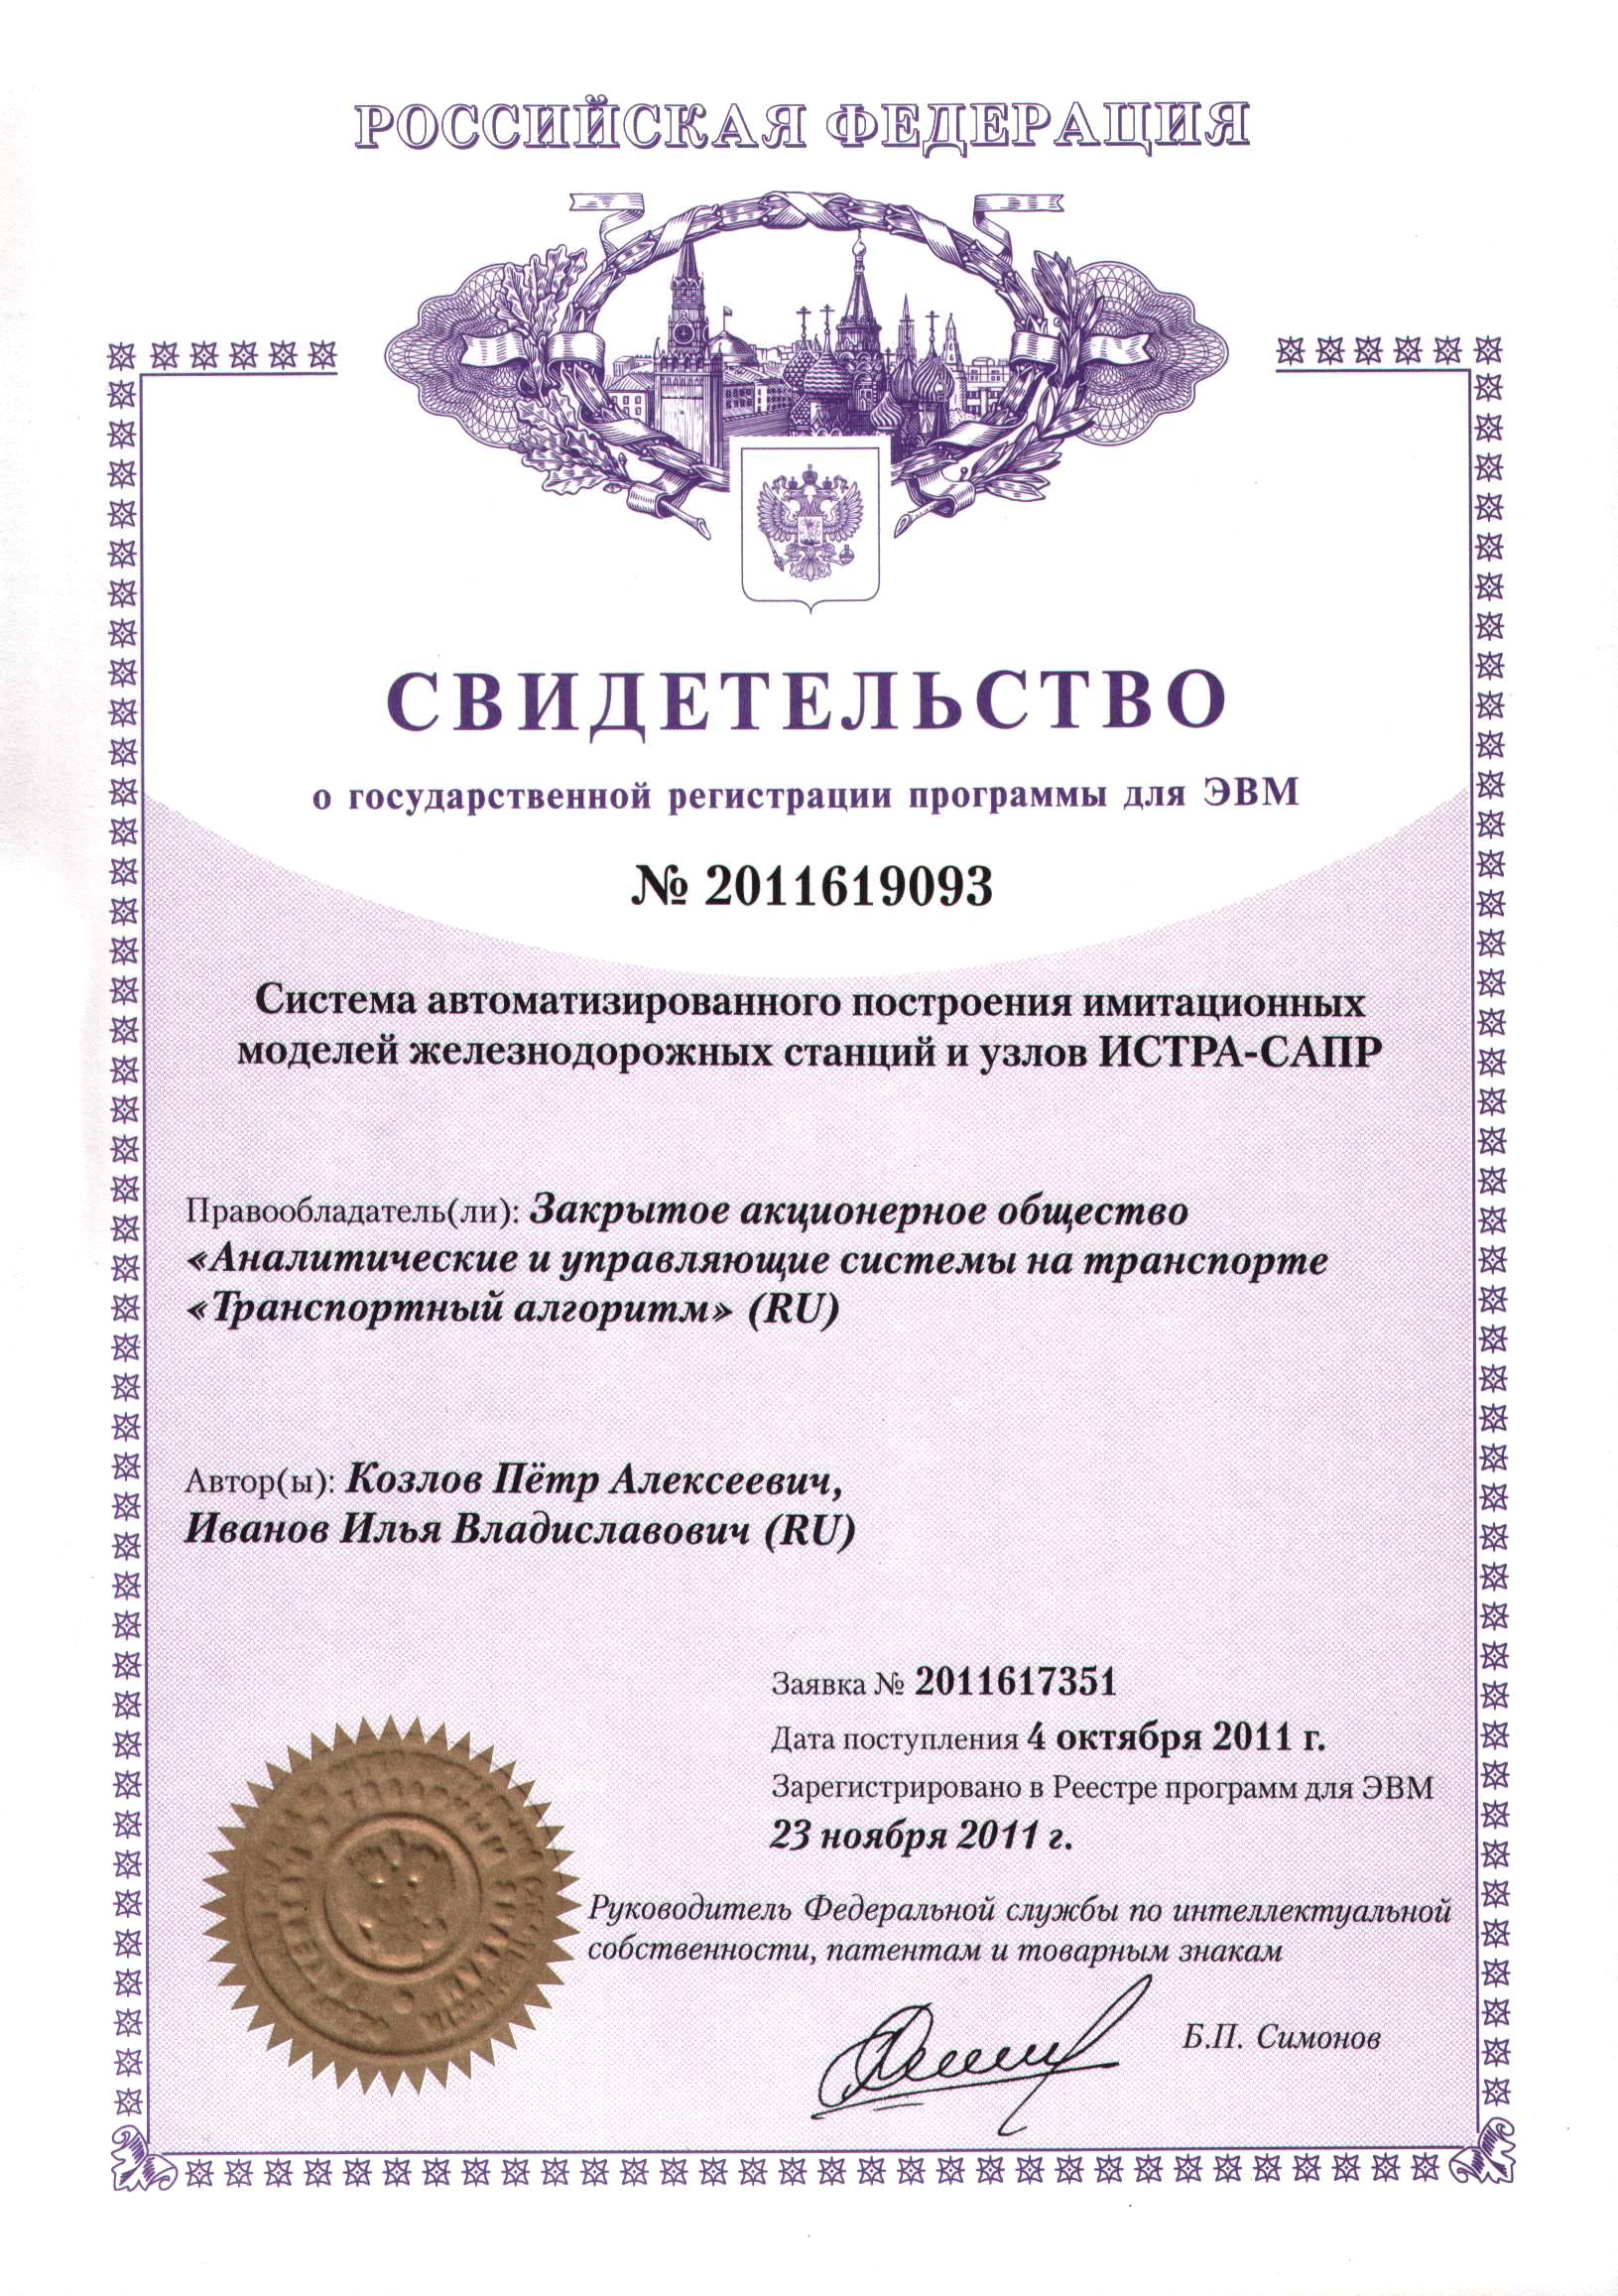 РОССИЙСКАЯ ФЕДЕРАЦИЯ
СВИДЕТЕЛЬСТВО
о государственной регистрации программы для ЭВМ
№ 2011619093
Система автоматизированного построения имитационных
моделей железнодорожных станций и узлов ИСТРА-САПР
Правообладатель(ли): Закрытое акционерное общество
«Аналитические и управляющие системы на транспорте
«Транспортный алгоритм» (RU)
Автор(ы): Козлов Пётр Алексеевич,
Иванов Илья Владиславович (RU)
Заявка № 2011617351
Дата поступления 4 октября 2011 г.
Зарегистрировано в Реестре программ для ЭВМ
23 ноября 2011 г.
Руководитель Федеральной службы по интеллектуальной
собственности, патентам и товарным знакам
Б.П. Симонов